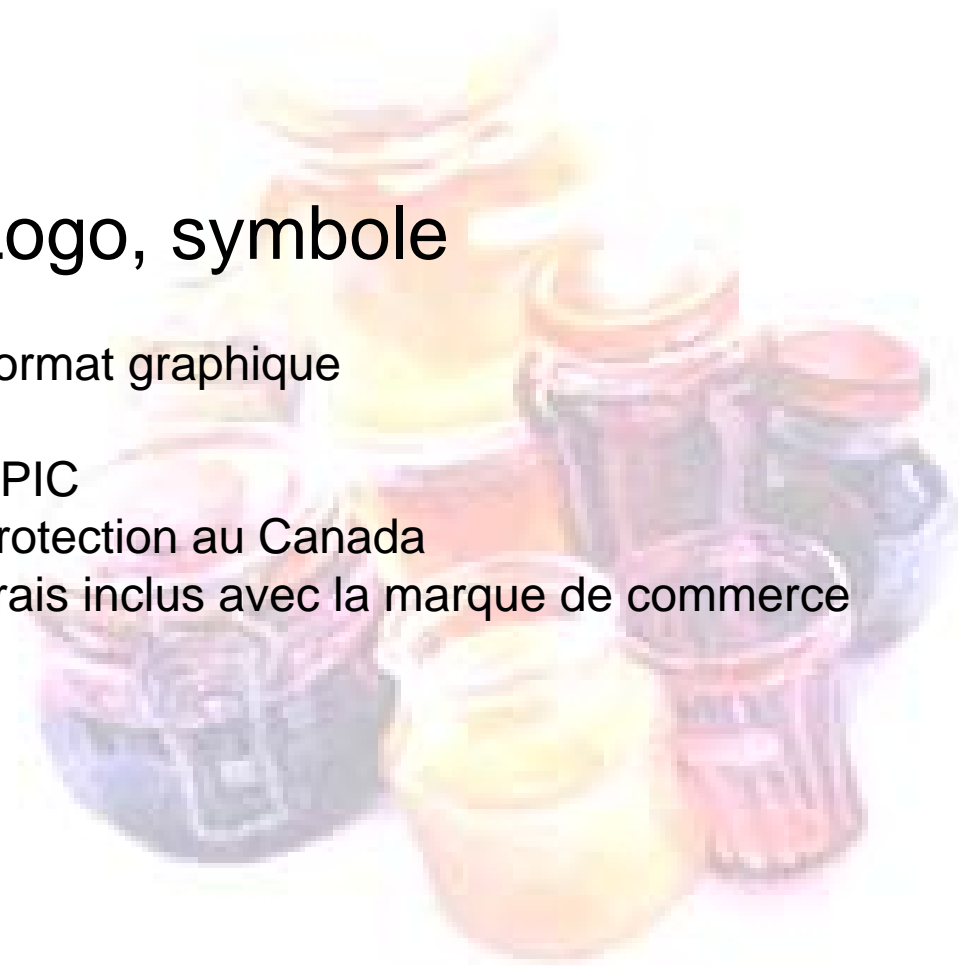 Logo, symbole
ormat graphique
PIC
rotection au Canada
rais inclus avec la marque de commerce